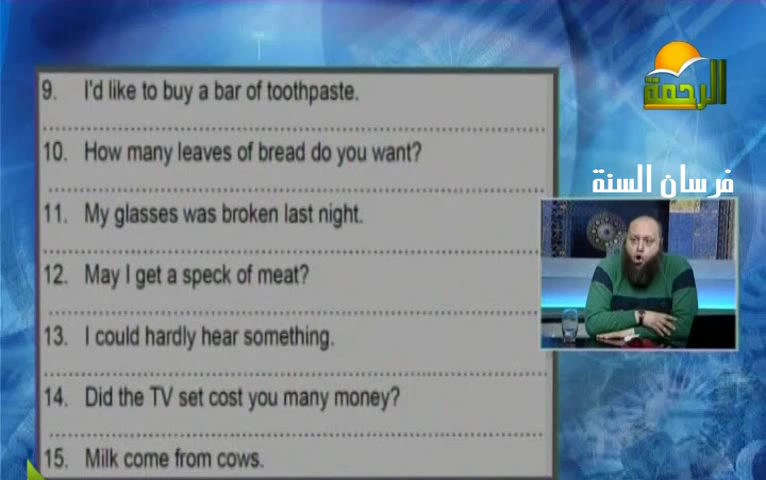 9. I'd like to buy a bar of toothpaste.
10. How many leaves of bread do you want?
11. My glasses was broken last night.
12. May I get a speck of meat?
13. I could hardly hear something.
14. Did the TV set cost you many money?
15. Milk come from cows.
الرحمة
فرسان السنة